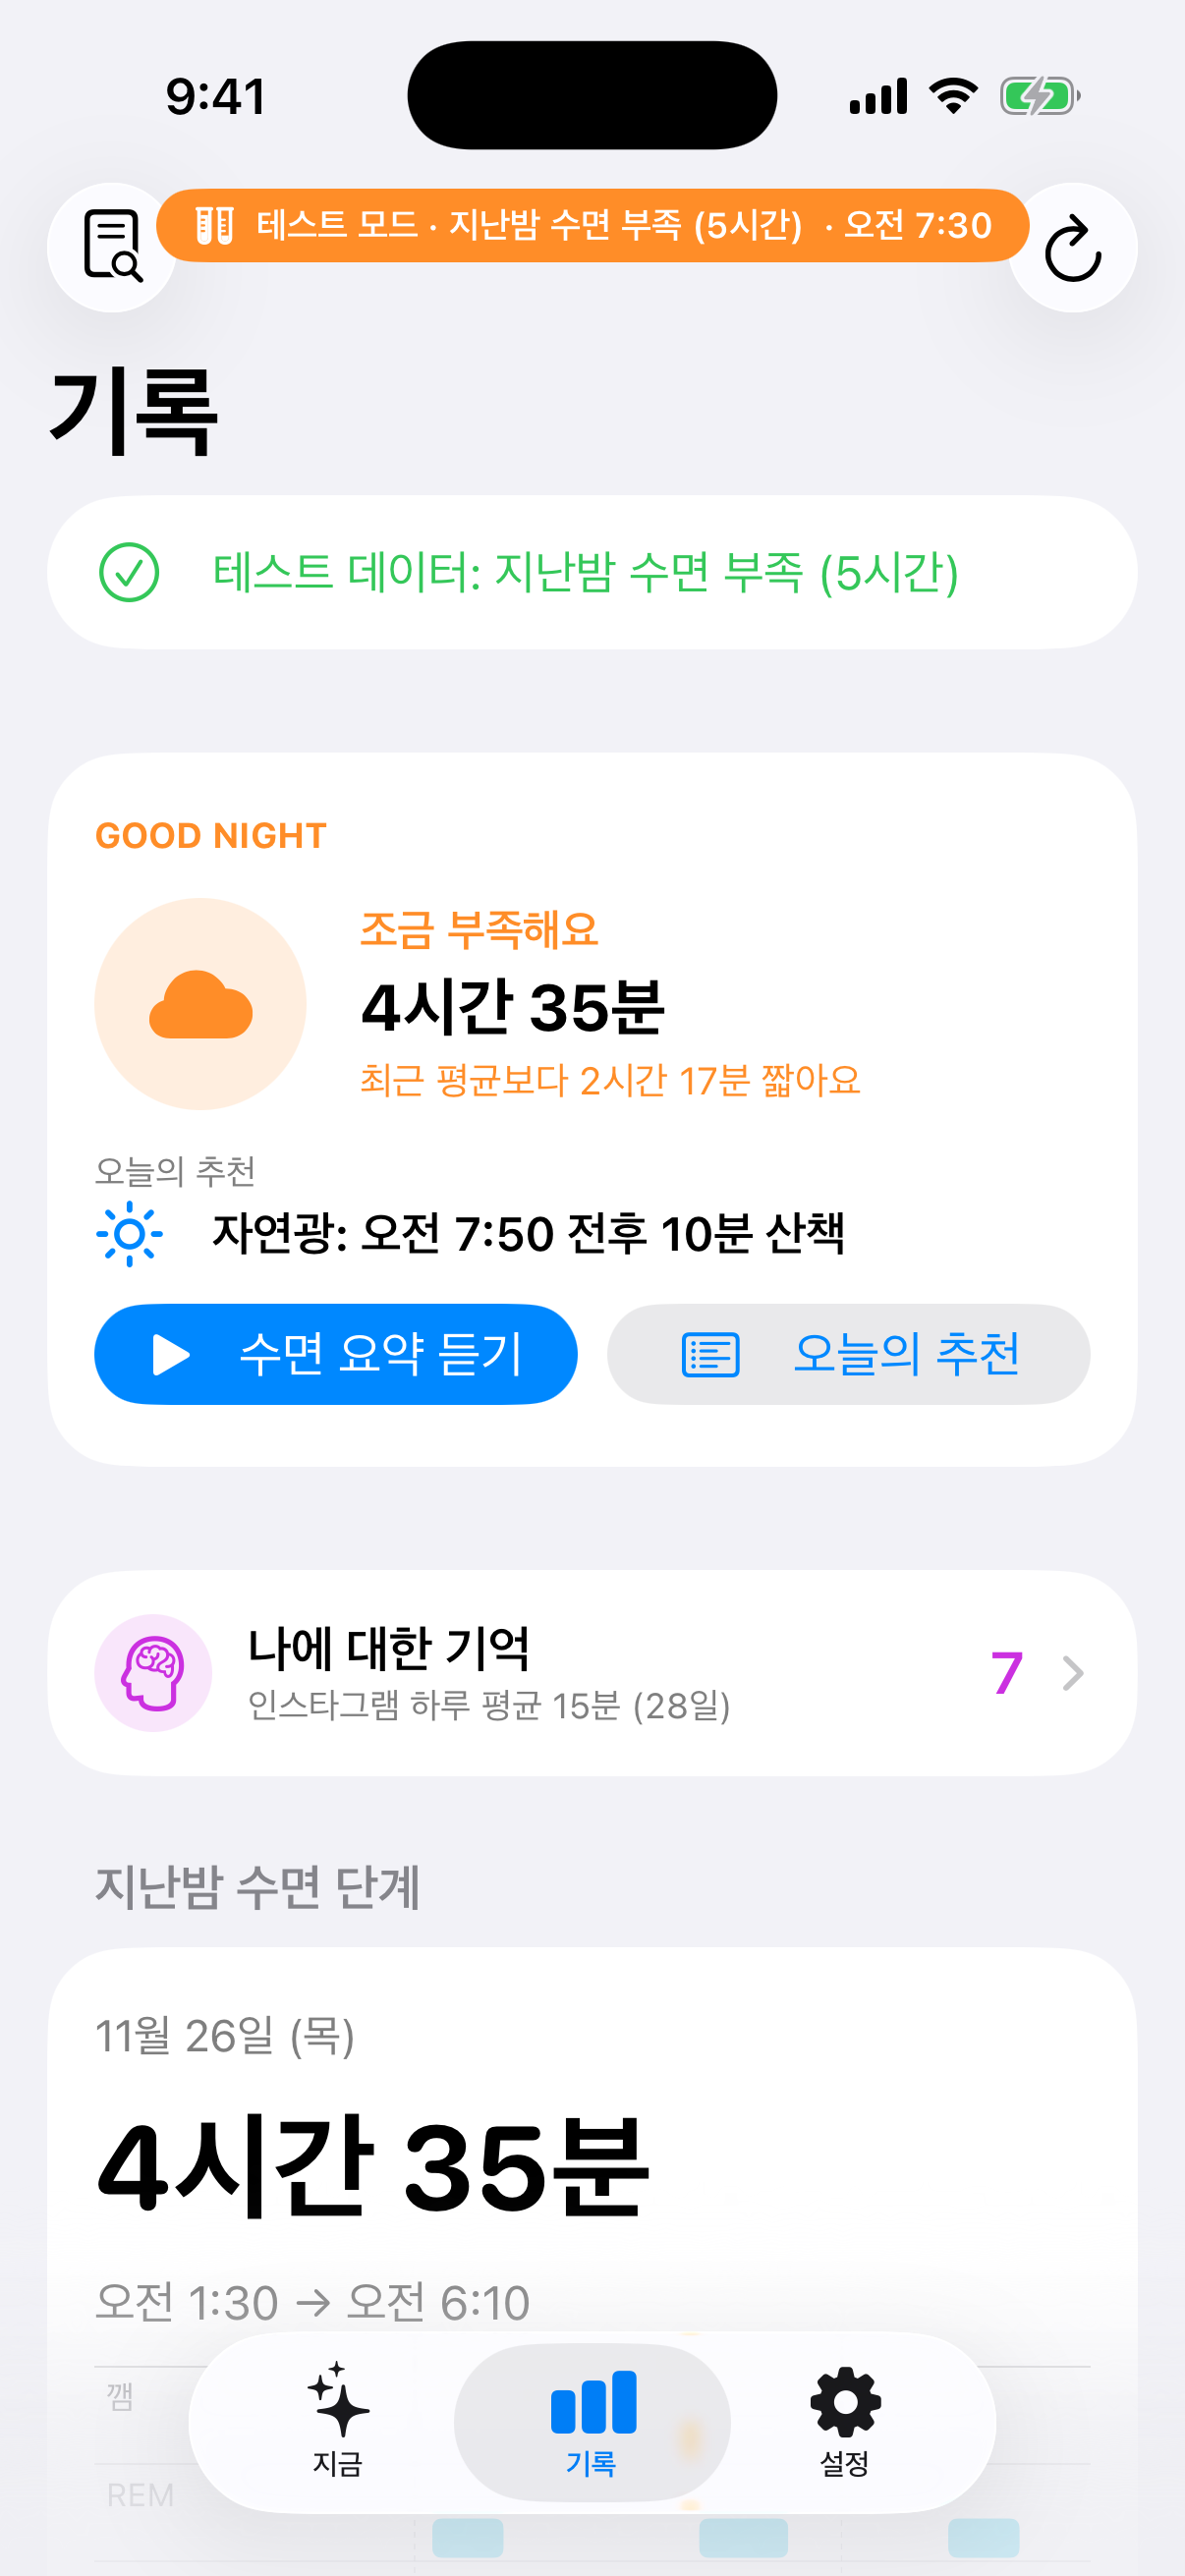 9:41
테스트 모드 · 지난밤 수면 부족 (5시간) · 오전 7:30
기록
테스트 데이터: 지난밤 수면 부족 (5시간)
GOOD NIGHT
조금 부족해요
4시간 35분
최근 평균보다 2시간 17분 짧아요
오늘의 추천
자연광: 오전 7:50 전후 10분 산책
수면 요약 듣기
오늘의 추천
나에 대한 기억
인스타그램 하루 평균 15분 (28일)
7
지난밤 수면 단계
11월 26일 (목)
4시간 35분
오전 1:30 → 오전 6:10
깸
REM
지금
기록
설정